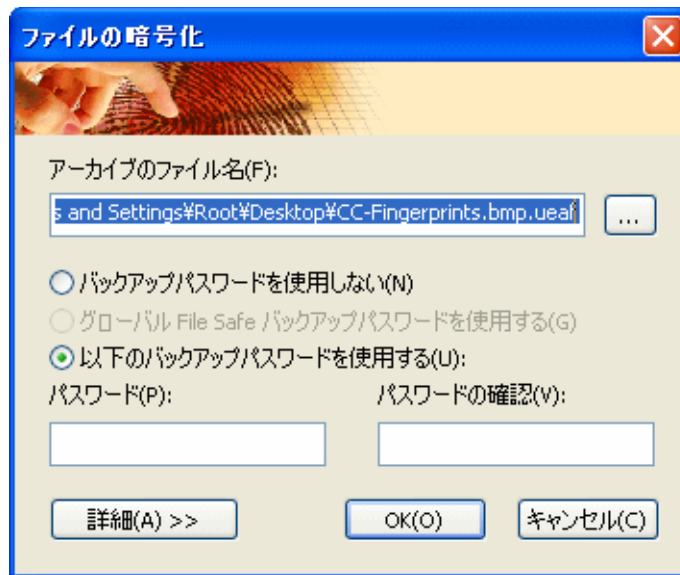 ファイルの暗号化
アーカイブのファイル名(F):
s and Settings¥Root¥Desktop¥CC-Fingerprints.bmp.ueaf
...
バックアップパスワードを使用しない(N)
グローバル File Safe バックアップパスワードを使用する(G)
以下のバックアップパスワードを使用する(U):
パスワード(P): パスワードの確認(V):
詳細(A) >> OK(O) キャンセル(C)